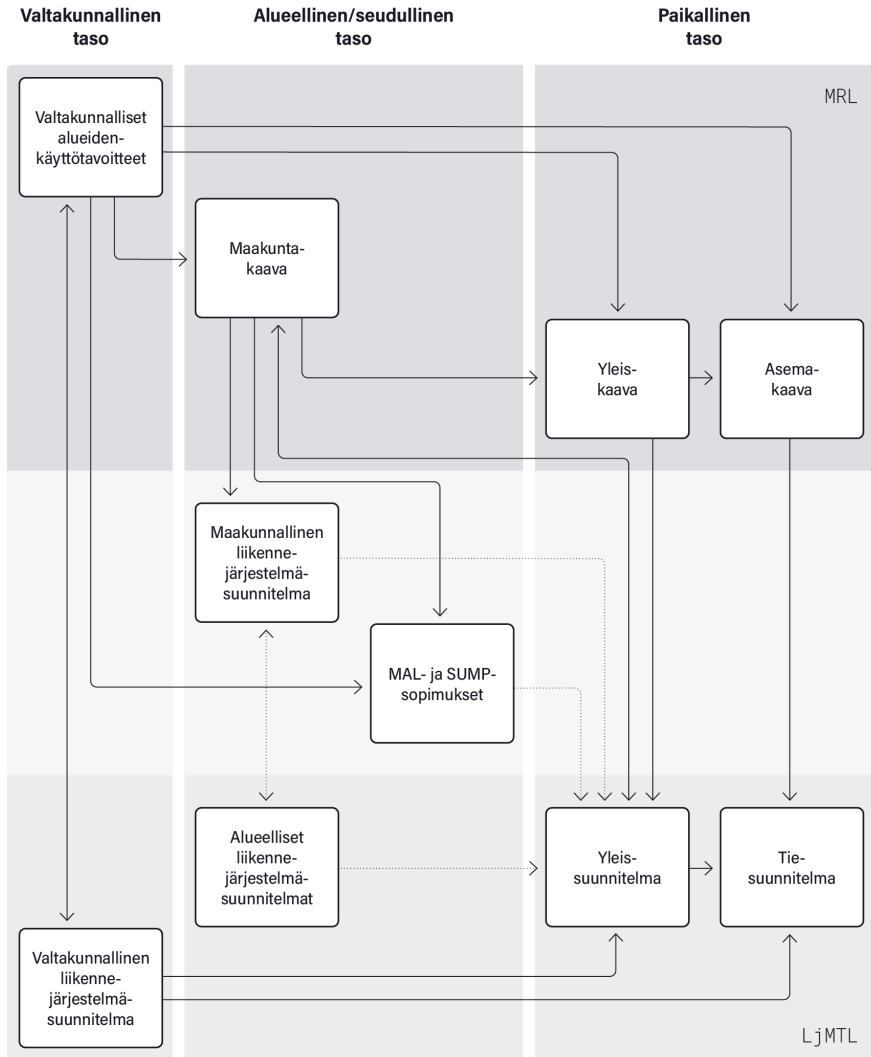 Valtakunnallinen
taso
Alueellinen/seudullinen
taso
Paikallinen
taso
MRL
Valtakunnalliset
alueiden-
käyttötavoitteet
Maakunta-
kaava
Yleis-
kaava
Asema-
kaava
Maakunnallinen
liikenne-
järjestelmä-
suunnitelma
MAL- ja SUMP-
sopimukset
Alueelliset
liikenne-
järjestelmä-
suunnitelmat
Yleis-
suunnitelma
Tie-
suunnitelma
Valtakunnallinen
liikenne-
järjestelmä-
suunnitelma
LjMTL